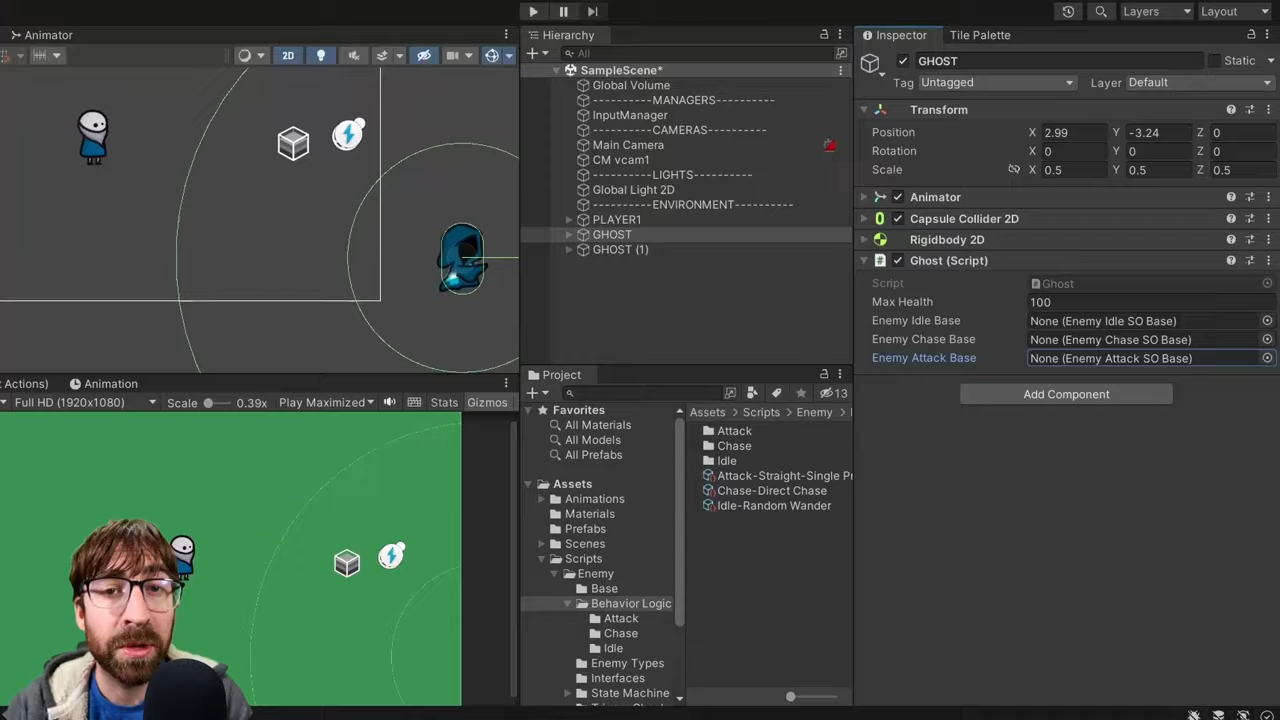 Layers
Layout
Animator
2D
Actions)
Animation
Full HD (1920x1080)
Scale
0.39x
Play Maximized
Stats
Gizmos
Hierarchy
All
SampleScene*
Global Volume
----------MANAGERS----------
InputManager
----------CAMERAS----------
Main Camera
CM vcam1
----------LIGHTS----------
Global Light 2D
----------ENVIRONMENT----------
PLAYER1
GHOST
GHOST (1)
Project
13
Favorites
All Materials
All Models
All Prefabs
Assets
Animations
Materials
Prefabs
Scenes
Scripts
Enemy
Base
Behavior Logic
Attack
Chase
Idle
Enemy Types
Interfaces
State Machine
Assets > Scripts > Enemy >
Attack
Chase
Idle
Attack-Straight-Single Pr
Chase-Direct Chase
Idle-Random Wander
Inspector
Tile Palette
GHOST
Static
Tag Untagged
Layer Default
Transform
Position X 2.99 Y -3.24 Z 0
Rotation X 0 Y 0 Z 0
Scale X 0.5 Y 0.5 Z 0.5
Animator
Capsule Collider 2D
Rigidbody 2D
Ghost (Script)
Script Ghost
Max Health 100
Enemy Idle Base None (Enemy Idle SO Base)
Enemy Chase Base None (Enemy Chase SO Base)
Enemy Attack Base None (Enemy Attack SO Base)
Add Component